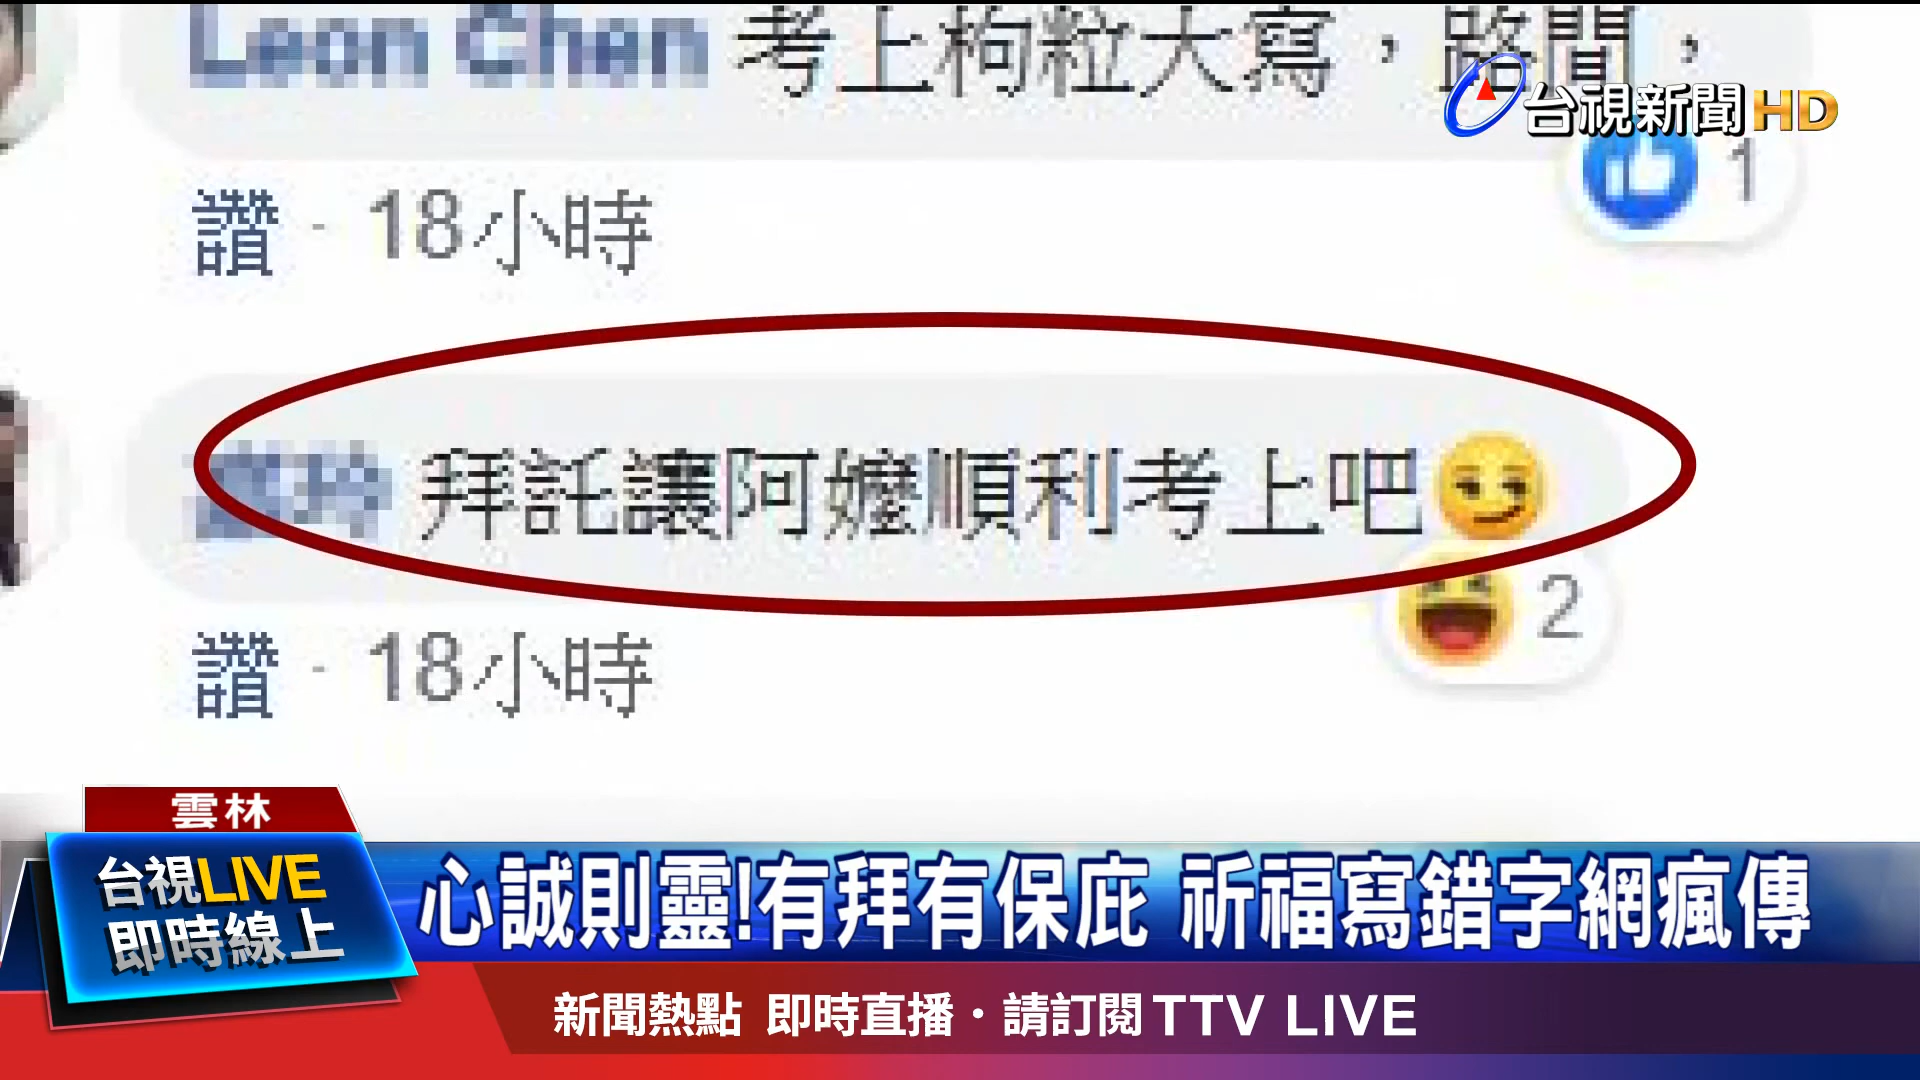 Leon Chen 考上枸粒大寫，路間，
台視新聞HD
1
讚 · 18小時
拜託讓阿嬤順利考上吧
2
讚 · 18小時
雲林
台視LIVE
即時線上
心誠則靈!有拜有保庇 祈福寫錯字網瘋傳
新聞熱點 即時直播・請訂閱TTV LIVE